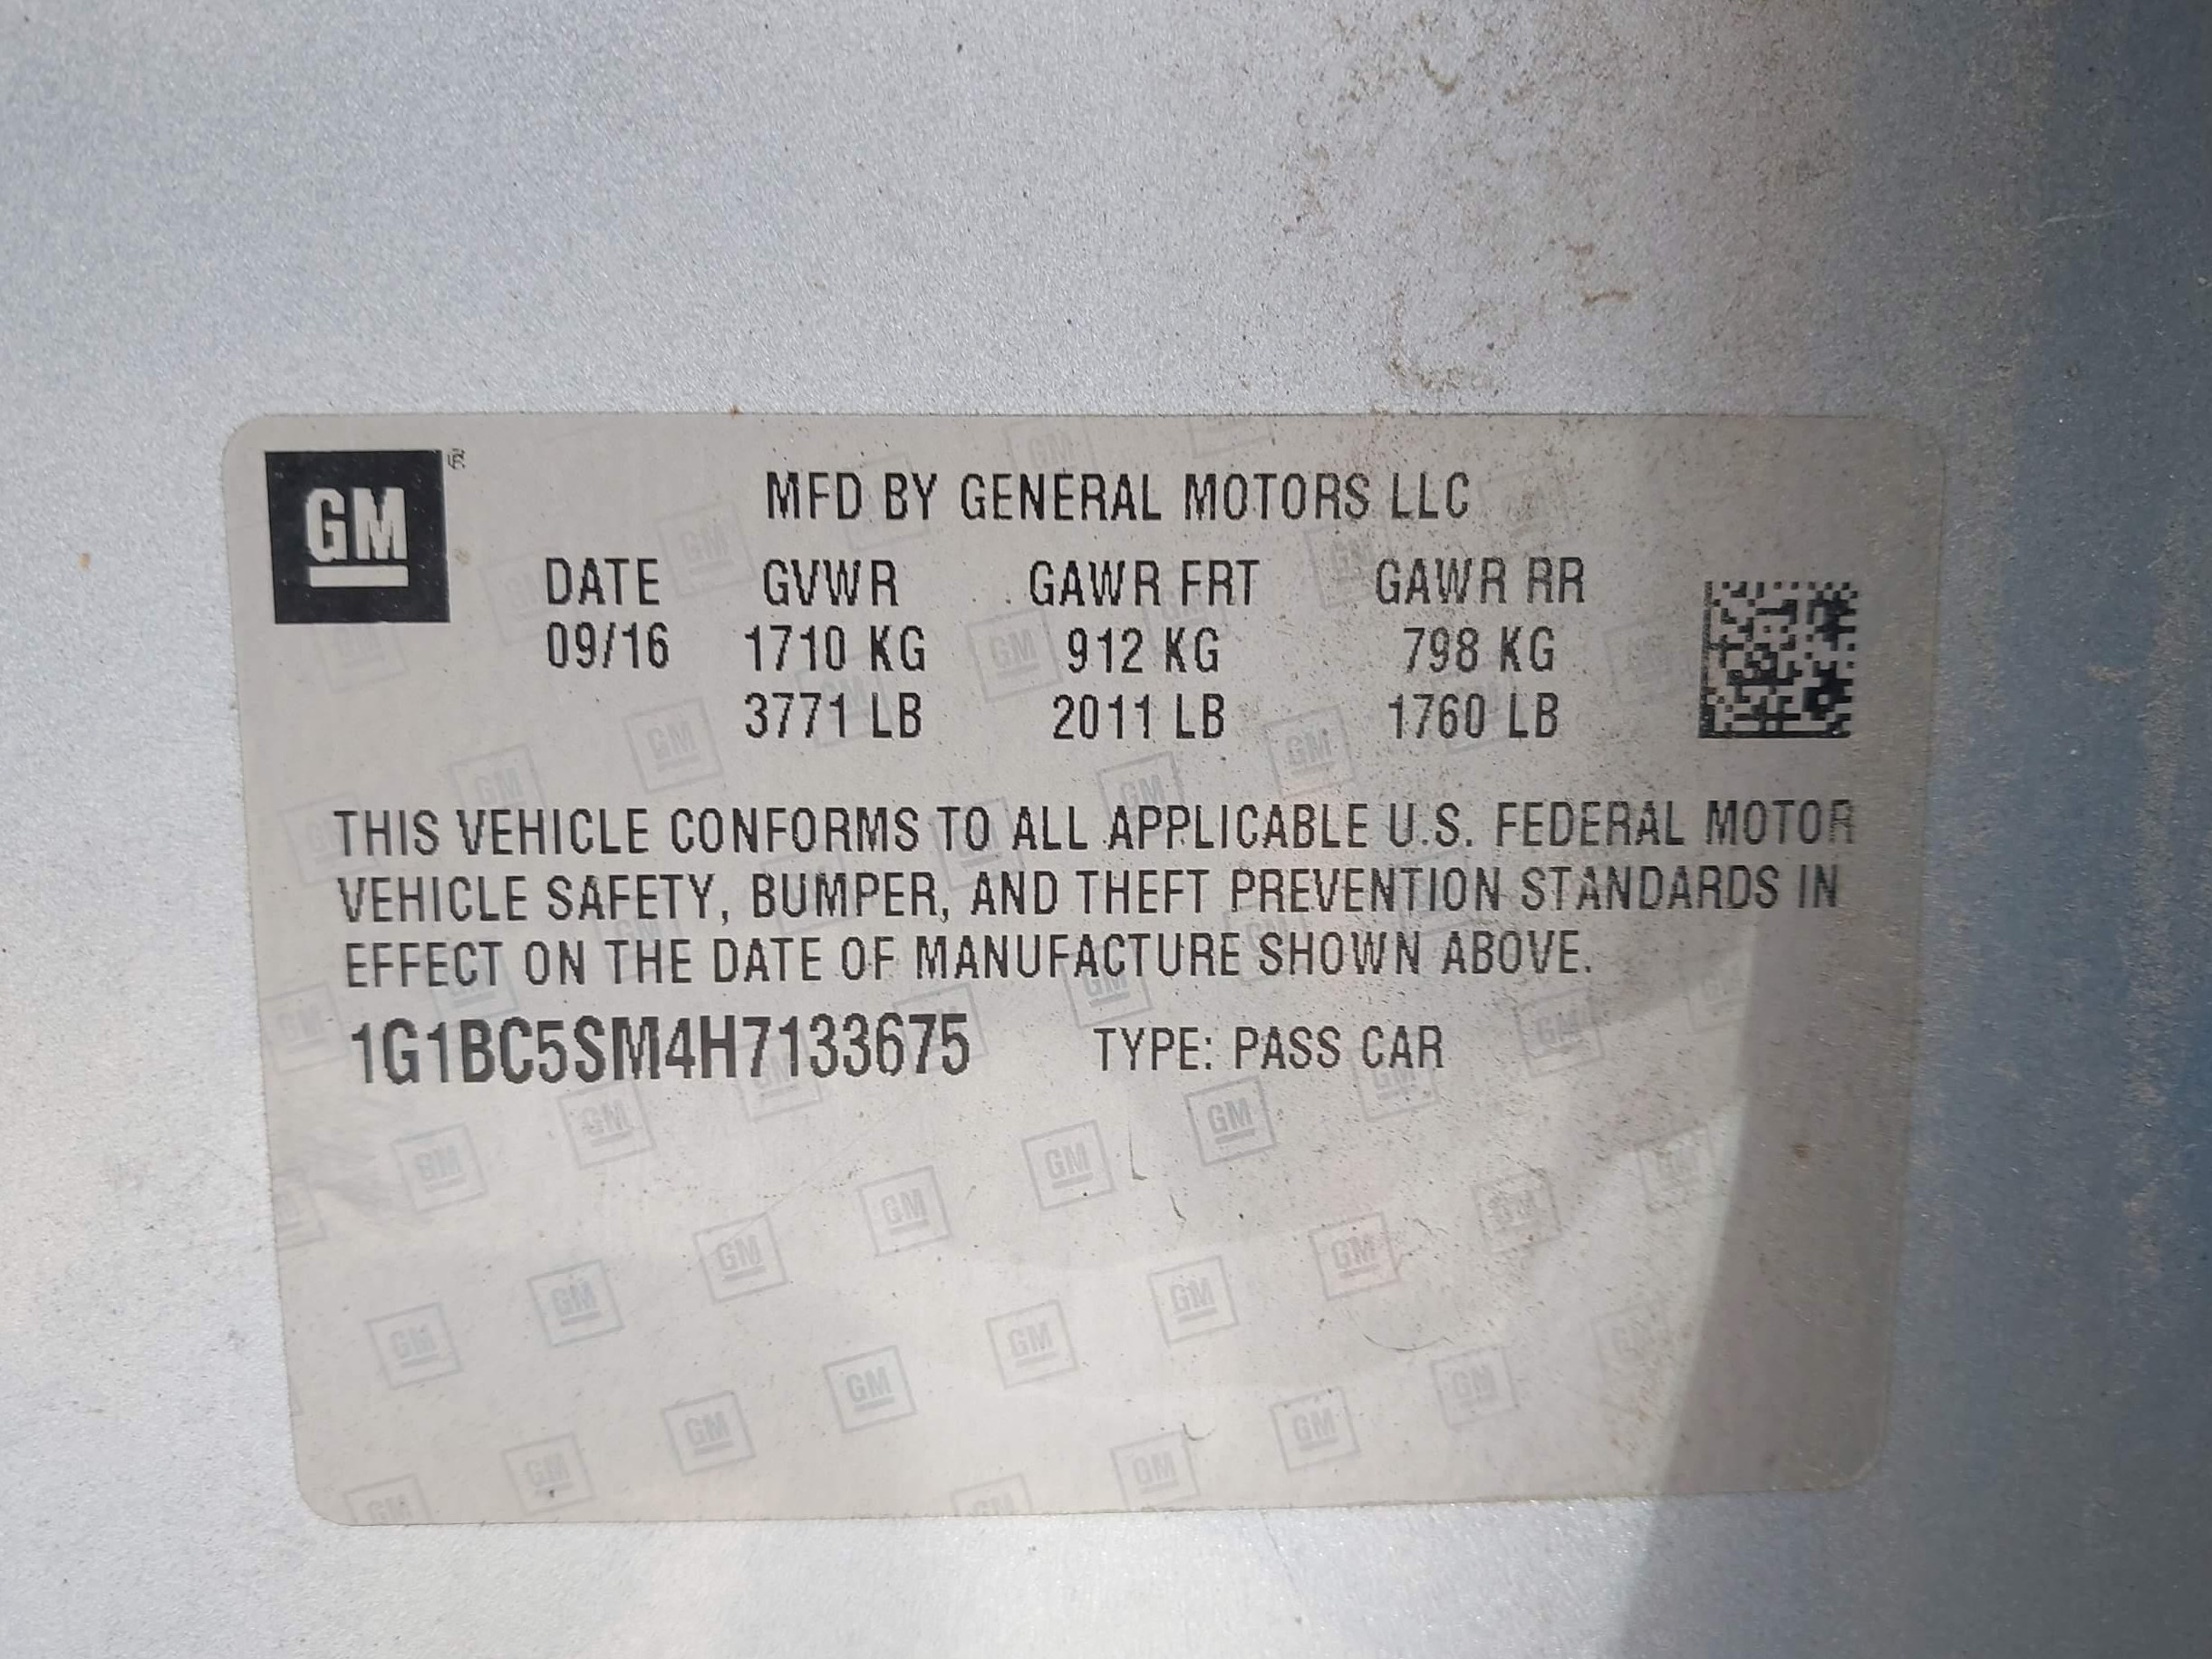 GM
MFD BY GENERAL MOTORS LLC
DATE GVWR GAWR FRT GAWR RR
09/16 1710 KG 912 KG 798 KG
3771 LB 2011 LB 1760 LB
THIS VEHICLE CONFORMS TO ALL APPLICABLE U.S. FEDERAL MOTOR
VEHICLE SAFETY, BUMPER, AND THEFT PREVENTION STANDARDS IN
EFFECT ON THE DATE OF MANUFACTURE SHOWN ABOVE.
1G1BC5SM4H7133675 TYPE: PASS CAR